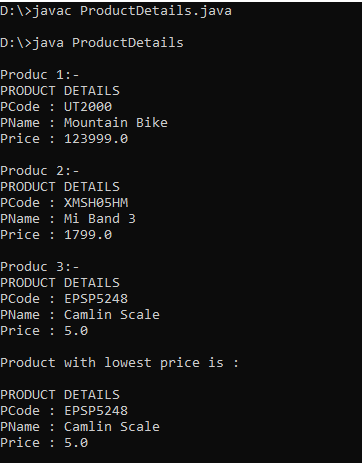 D:\>javac ProductDetails.java
D:\>java ProductDetails
Produc 1:-
PRODUCT DETAILS
PCode : UT2000
PName : Mountain Bike
Price : 123999.0
Produc 2:-
PRODUCT DETAILS
PCode : XMSH05HM
PName : Mi Band 3
Price : 1799.0
Produc 3:-
PRODUCT DETAILS
PCode : EPSP5248
PName : Camlin Scale
Price : 5.0
Product with lowest price is :
PRODUCT DETAILS
PCode : EPSP5248
PName : Camlin Scale
Price : 5.0